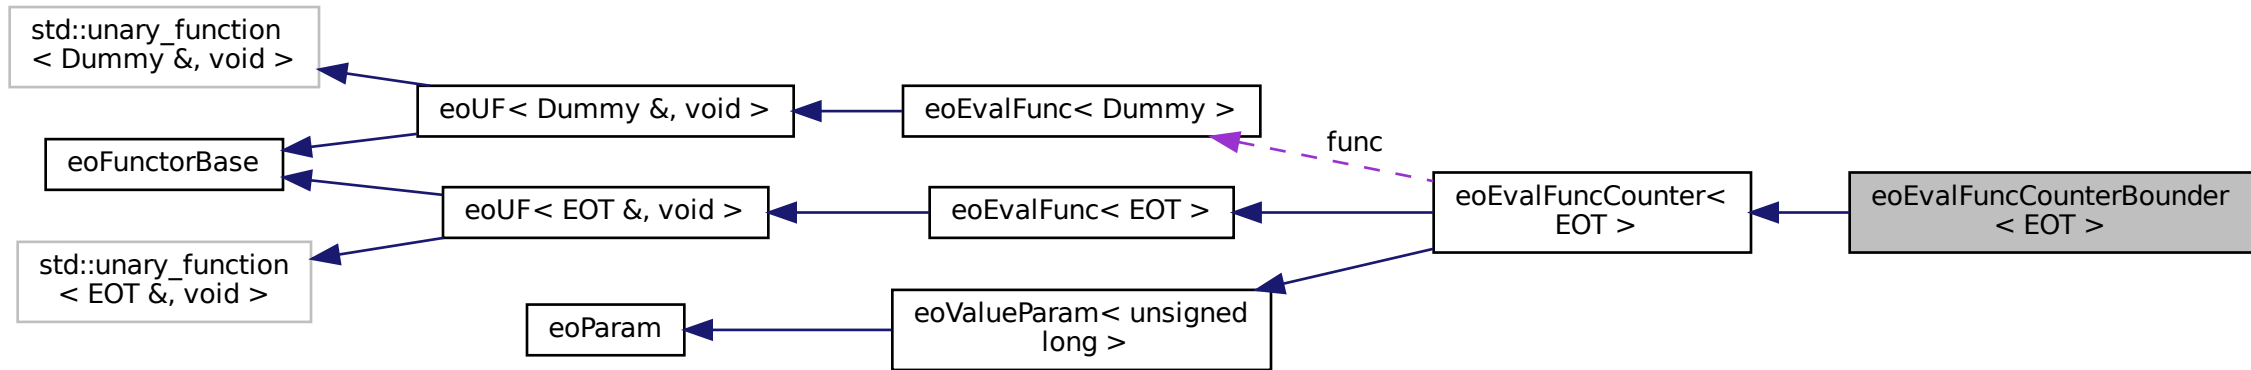 std::unary_function
< Dummy &, void >
eoUF< Dummy &, void >
eoEvalFunc< Dummy >
func
eoFunctorBase
eoUF< EOT &, void >
eoEvalFunc< EOT >
eoEvalFuncCounter<
EOT >
eoEvalFuncCounterBounder
< EOT >
std::unary_function
< EOT &, void >
eoParam
eoValueParam< unsigned
long >